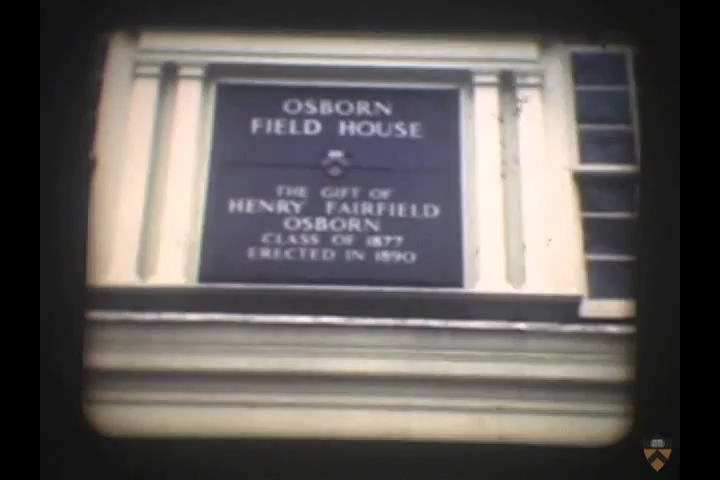 OSBORN
FIELD HOUSE
THE GIFT OF
HENRY FAIRFIELD
OSBORN
CLASS OF 1877
ERECTED IN 1890